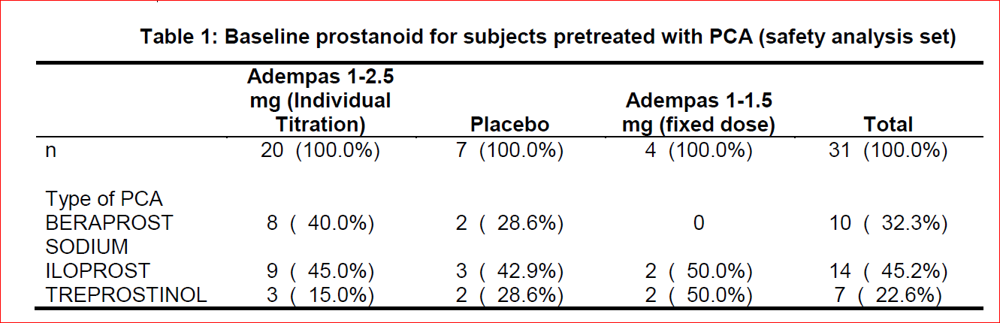 Table 1: Baseline prostanoid for subjects pretreated with PCA (safety analysis set)
Adempas 1-2.5
mg (Individual Adempas 1-1.5
Titration) Placebo mg (fixed dose) Total
n 20 (100.0%) 7 (100.0%) 4 (100.0%) 31 (100.0%)
Type of PCA
BERAPROST 8 ( 40.0%) 2 ( 28.6%) 0 10 ( 32.3%)
SODIUM
ILOPROST 9 ( 45.0%) 3 ( 42.9%) 2 ( 50.0%) 14 ( 45.2%)
TREPROSTINOL 3 ( 15.0%) 2 ( 28.6%) 2 ( 50.0%) 7 ( 22.6%)